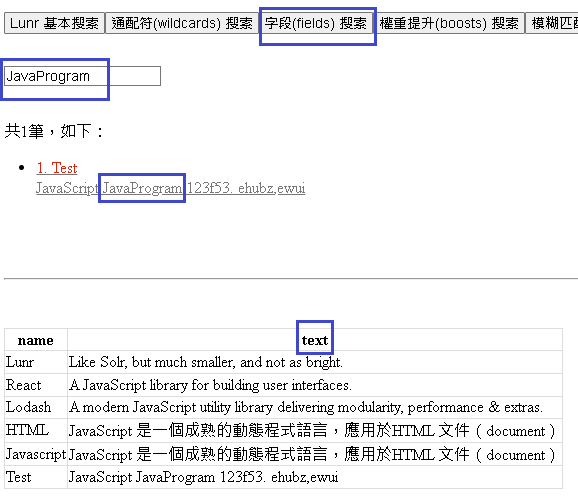 Lunr 基本搜索 通配符(wildcards) 搜索 字段(fields) 搜索 權重提升(boosts) 搜索 模糊匹
JavaProgram
共1筆，如下：
1. Test
JavaScript JavaProgram 123f53. ehubz,ewui
name text
Lunr Like Solr, but much smaller, and not as bright.
React A JavaScript library for building user interfaces.
Lodash A modern JavaScript utility library delivering modularity, performance & extras.
HTML JavaScript 是一個成熟的動態程式語言，應用於HTML 文件（document）
Javascript JavaScript 是一個成熟的動態程式語言，應用於HTML 文件（document）
Test JavaScript JavaProgram 123f53. ehubz,ewui